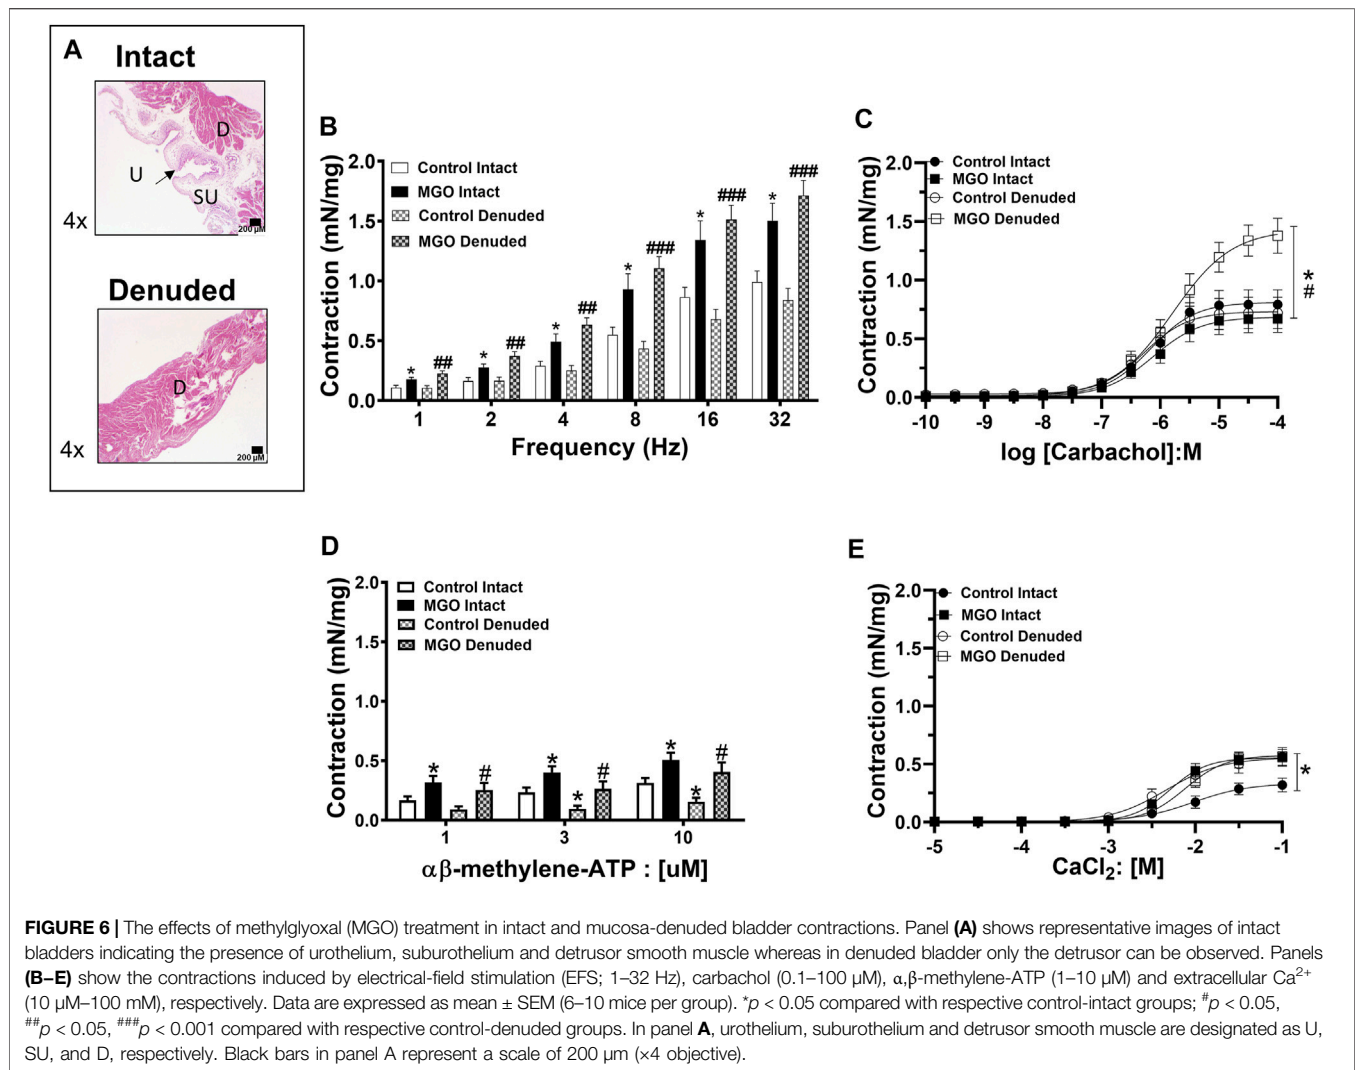 A
Intact
D
U
SU
4x
200 µM
Denuded
D
4x
200 µM
B
Contraction (mN/mg)
2.0
1.5
1.0
0.5
0.0
Control Intact
MGO Intact
Control Denuded
MGO Denuded
* ## * ## * ## * ### * ### * ###
1 2 4 8 16 32
Frequency (Hz)
C
Contraction (mN/mg)
2.0
1.5
1.0
0.5
0.0
Control Intact
MGO Intact
Control Denuded
MGO Denuded
*
#
-10 -9 -8 -7 -6 -5 -4
log [Carbachol]:M
D
Contraction (mN/mg)
2.0
1.5
1.0
0.5
0.0
Control Intact
MGO Intact
Control Denuded
MGO Denuded
* # * * # * * #
1 3 10
αβ-methylene-ATP : [uM]
E
Contraction (mN/mg)
2.0
1.5
1.0
0.5
0.0
Control Intact
MGO Intact
Control Denuded
MGO Denuded
*
-5 -4 -3 -2 -1
CaCl₂: [M]
FIGURE 6 | The effects of methylglyoxal (MGO) treatment in intact and mucosa-denuded bladder contractions. Panel (A) shows representative images of intact
bladders indicating the presence of urothelium, suburothelium and detrusor smooth muscle whereas in denuded bladder only the detrusor can be observed. Panels
(B–E) show the contractions induced by electrical-field stimulation (EFS; 1–32 Hz), carbachol (0.1–100 µM), α,β-methylene-ATP (1–10 µM) and extracellular Ca²⁺
(10 µM–100 mM), respectively. Data are expressed as mean ± SEM (6–10 mice per group). *p < 0.05 compared with respective control-intact groups; #p < 0.05,
##p < 0.05, ###p < 0.001 compared with respective control-denuded groups. In panel A, urothelium, suburothelium and detrusor smooth muscle are designated as U,
SU, and D, respectively. Black bars in panel A represent a scale of 200 µm (×4 objective).